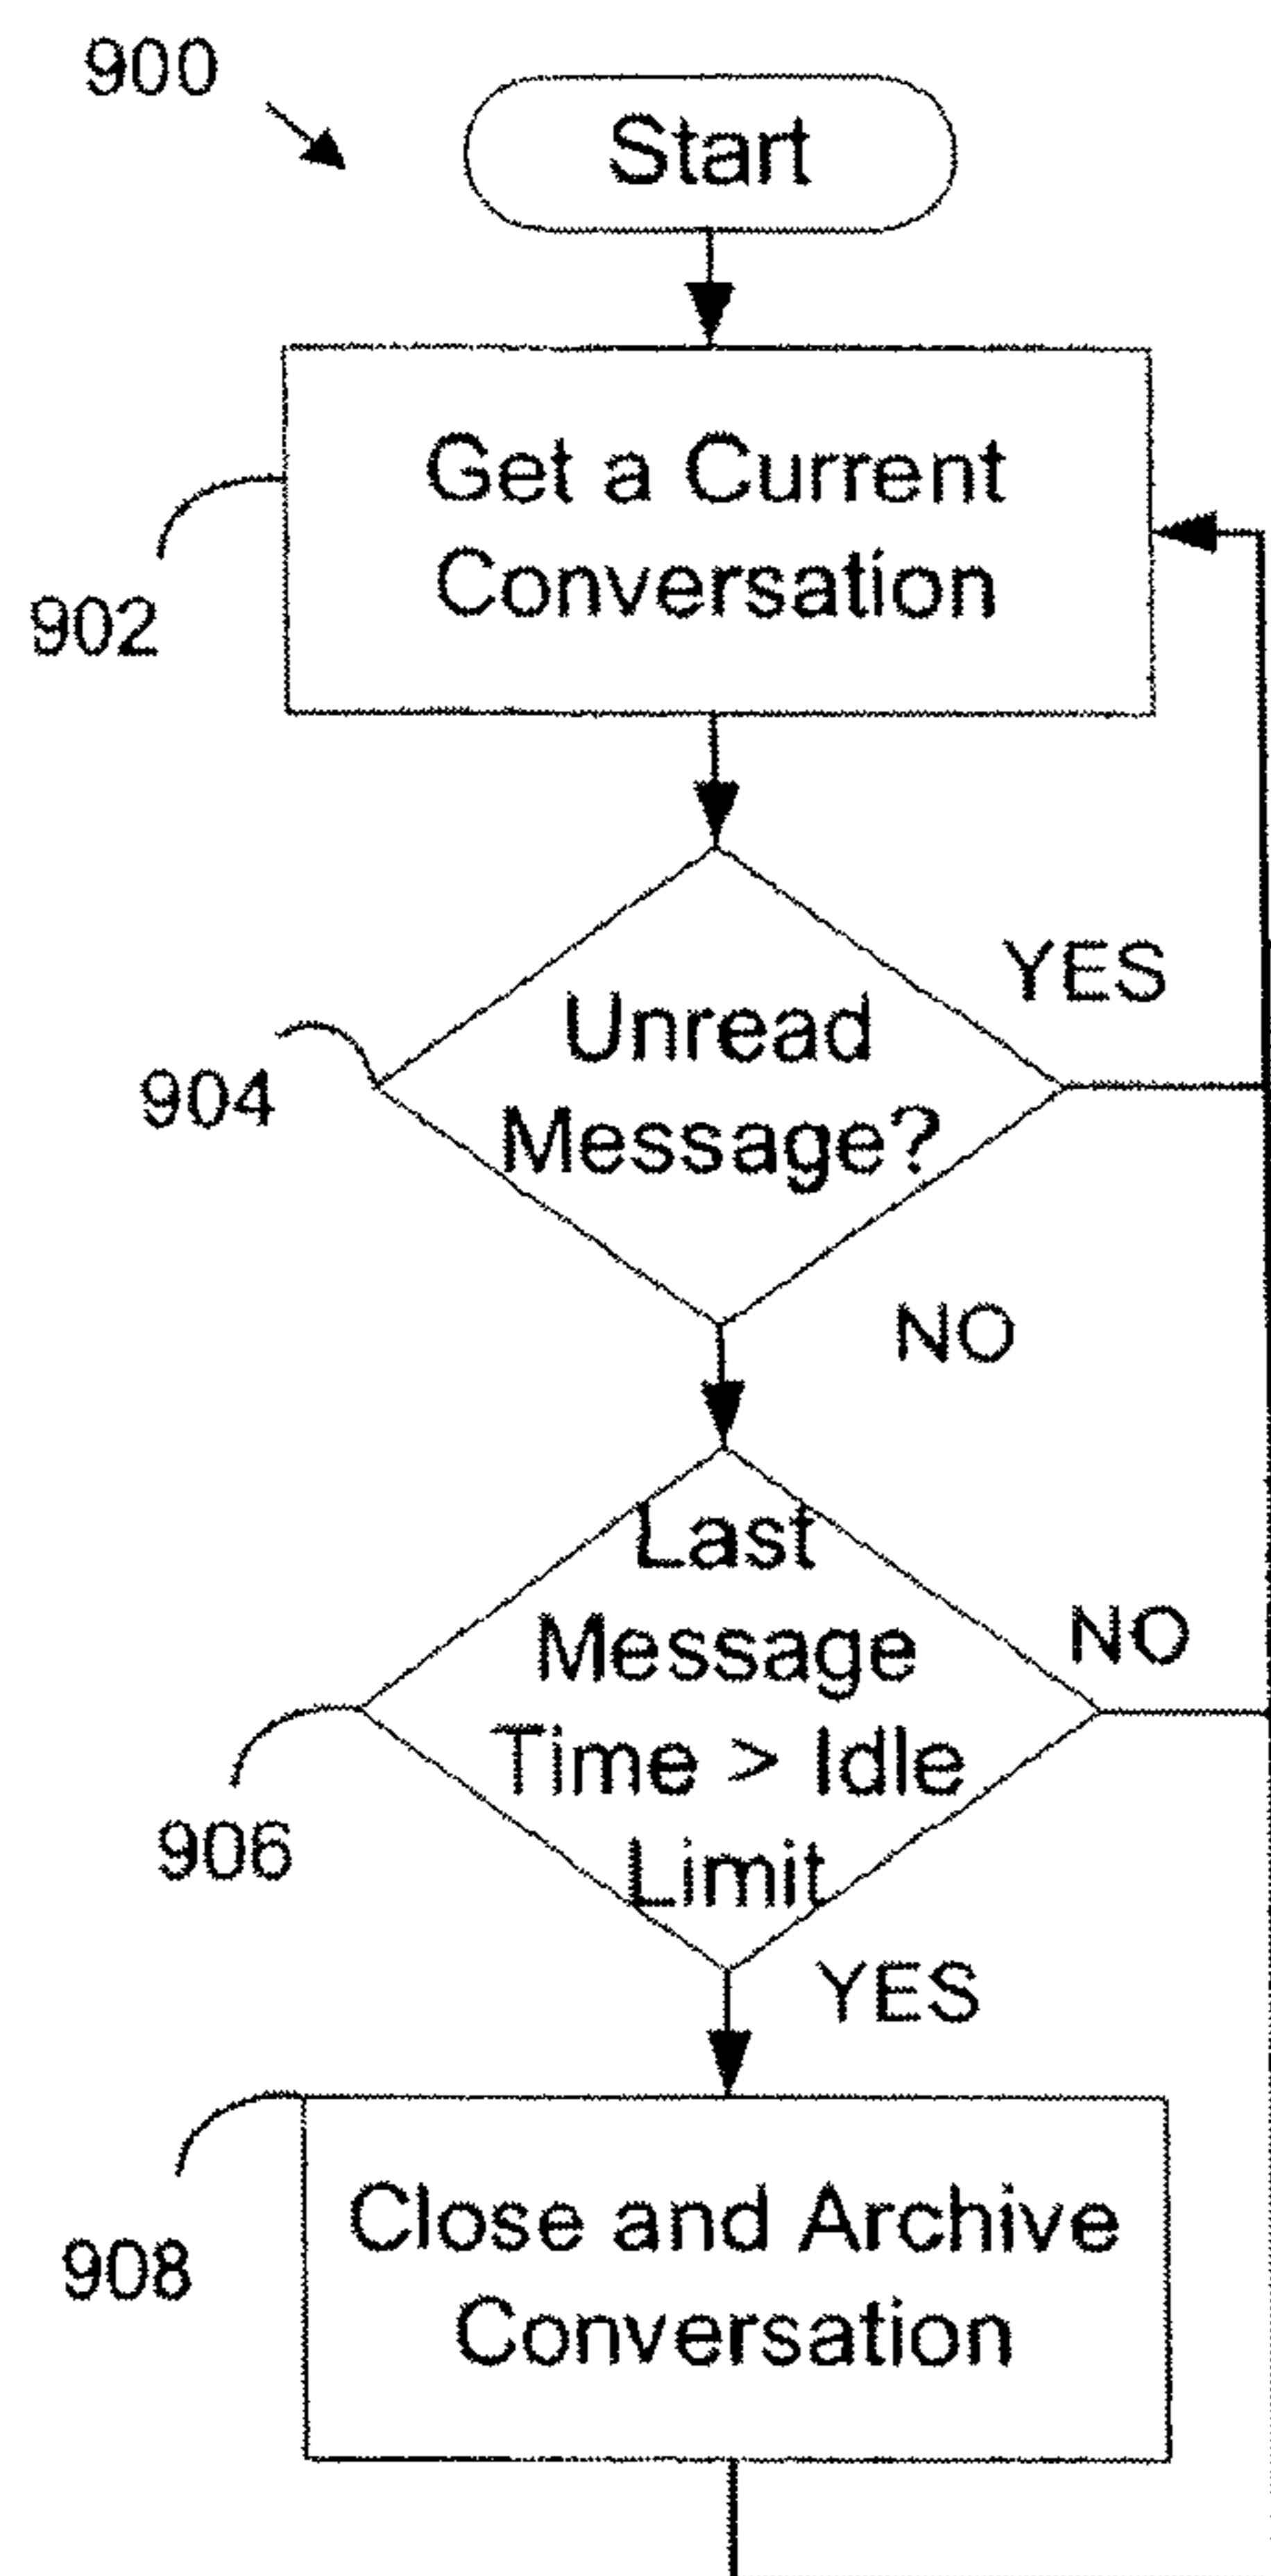 900
Start
Get a Current
Conversation
902
YES
Unread
Message?
904
NO
Last
Message
Time > Idle
Limit
NO
906
YES
Close and Archive
Conversation
908